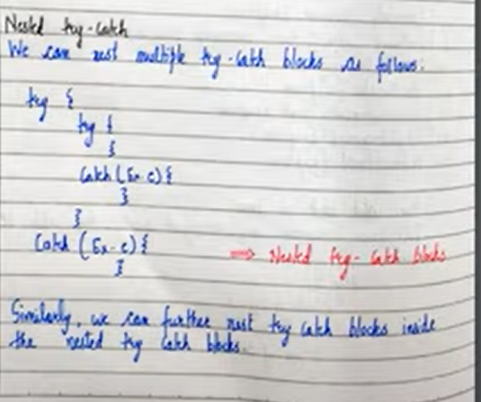 Nested try-catch
We can nest multiple try-catch blocks as follows:
try {
try {
}
catch (Ex c) {
}
}
catch (Ex-c) { => Nested try-catch blocks
}
Similarly, we can further nest try catch blocks inside
the nested try catch blocks.